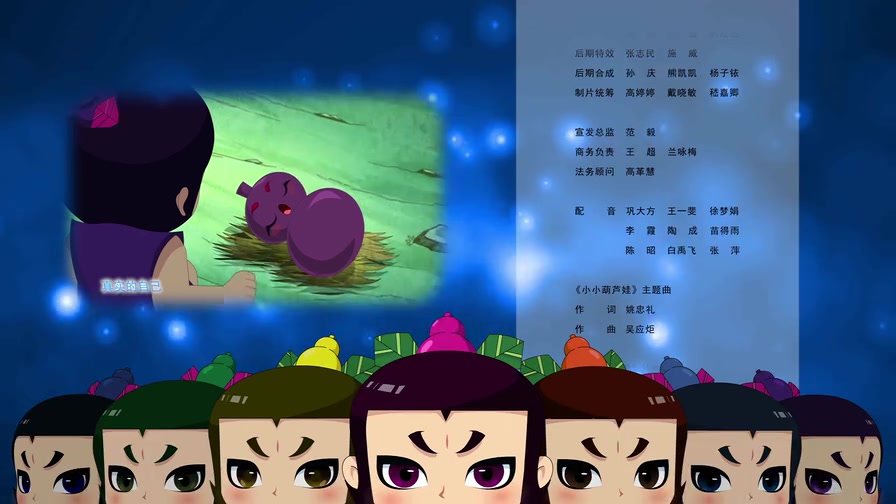 后期特效 张志民 施 威
后期合成 孙 庆 熊凯凯 杨子铱
制片统筹 高婷婷 戴晓敏 嵇嘉卿
宣发总监 范 毅
商务负责 王 超 兰咏梅
法务顾问 高革慧
配 音 巩大方 王一斐 徐梦娟
李 霞 陶 成 苗得雨
陈 昭 白禹飞 张 萍
《小小葫芦娃》主题曲
作 词 姚忠礼
作 曲 吴应炬
真实的自己